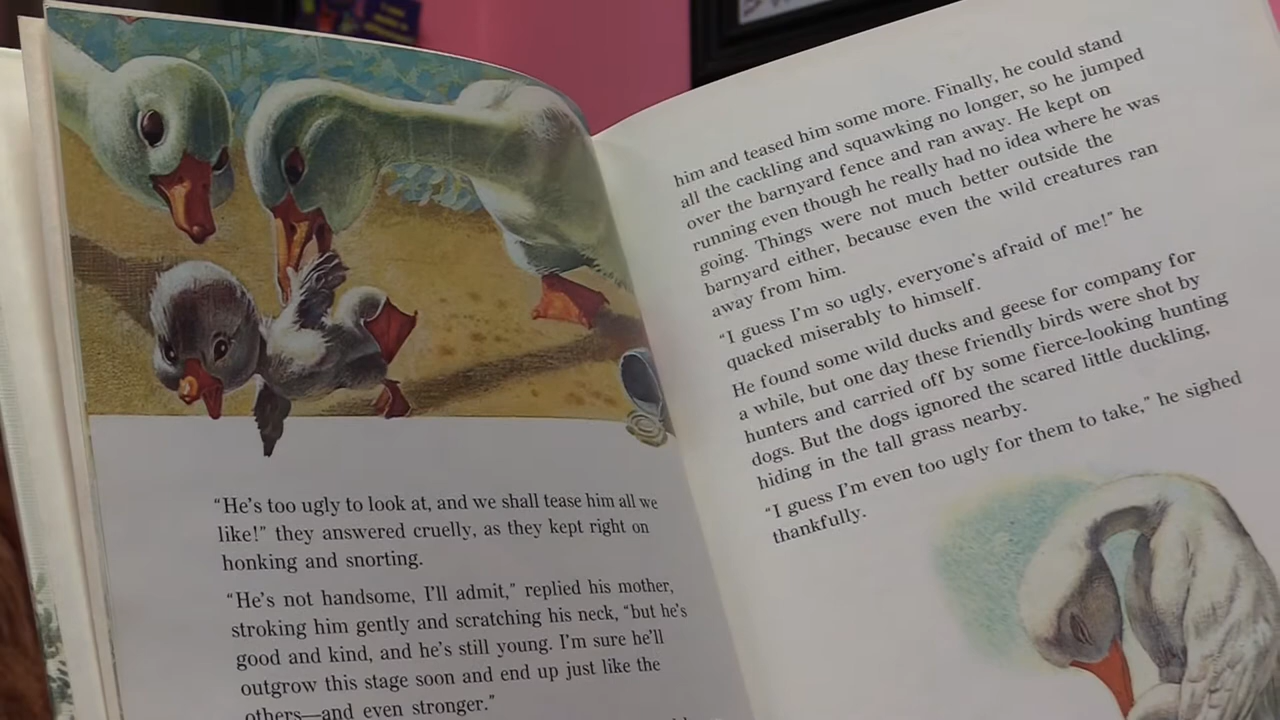 “He’s too ugly to look at, and we shall tease him all we
like!” they answered cruelly, as they kept right on
honking and snorting.
“He’s not handsome, I’ll admit,” replied his mother,
stroking him gently and scratching his neck, “but he’s
good and kind, and he’s still young. I’m sure he’ll
outgrow this stage soon and end up just like the
others—and even stronger.”
him and teased him some more. Finally, he could stand
all the cackling and squawking no longer, so he jumped
over the barnyard fence and ran away. He kept on
running even though he really had no idea where he was
going. Things were not much better outside the
barnyard either, because even the wild creatures ran
away from him.
“I guess I’m so ugly, everyone’s afraid of me!” he
quacked miserably to himself.
He found some wild ducks and geese for company for
a while, but one day these friendly birds were shot by
hunters and carried off by some fierce-looking hunting
dogs. But the dogs ignored the scared little duckling,
hiding in the tall grass nearby.
“I guess I’m even too ugly for them to take,” he sighed
thankfully.